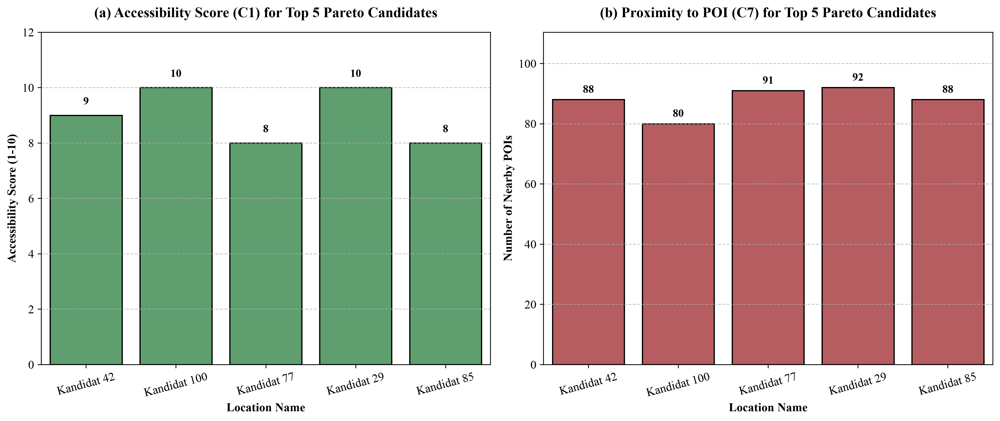 (a) Accessibility Score (C1) for Top 5 Pareto Candidates
Accessibility Score (1-10)
12
10
8
6
4
2
0
9
10
8
10
8
Kandidat 42
Kandidat 100
Kandidat 77
Kandidat 29
Kandidat 85
Location Name
(b) Proximity to POI (C7) for Top 5 Pareto Candidates
Number of Nearby POIs
100
80
60
40
20
0
88
80
91
92
88
Kandidat 42
Kandidat 100
Kandidat 77
Kandidat 29
Kandidat 85
Location Name